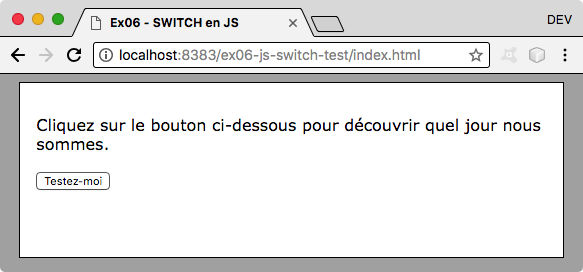 Ex06 - SWITCH en JS
DEV
localhost:8383/ex06-js-switch-test/index.html
Cliquez sur le bouton ci-dessous pour découvrir quel jour nous
sommes.
Testez-moi